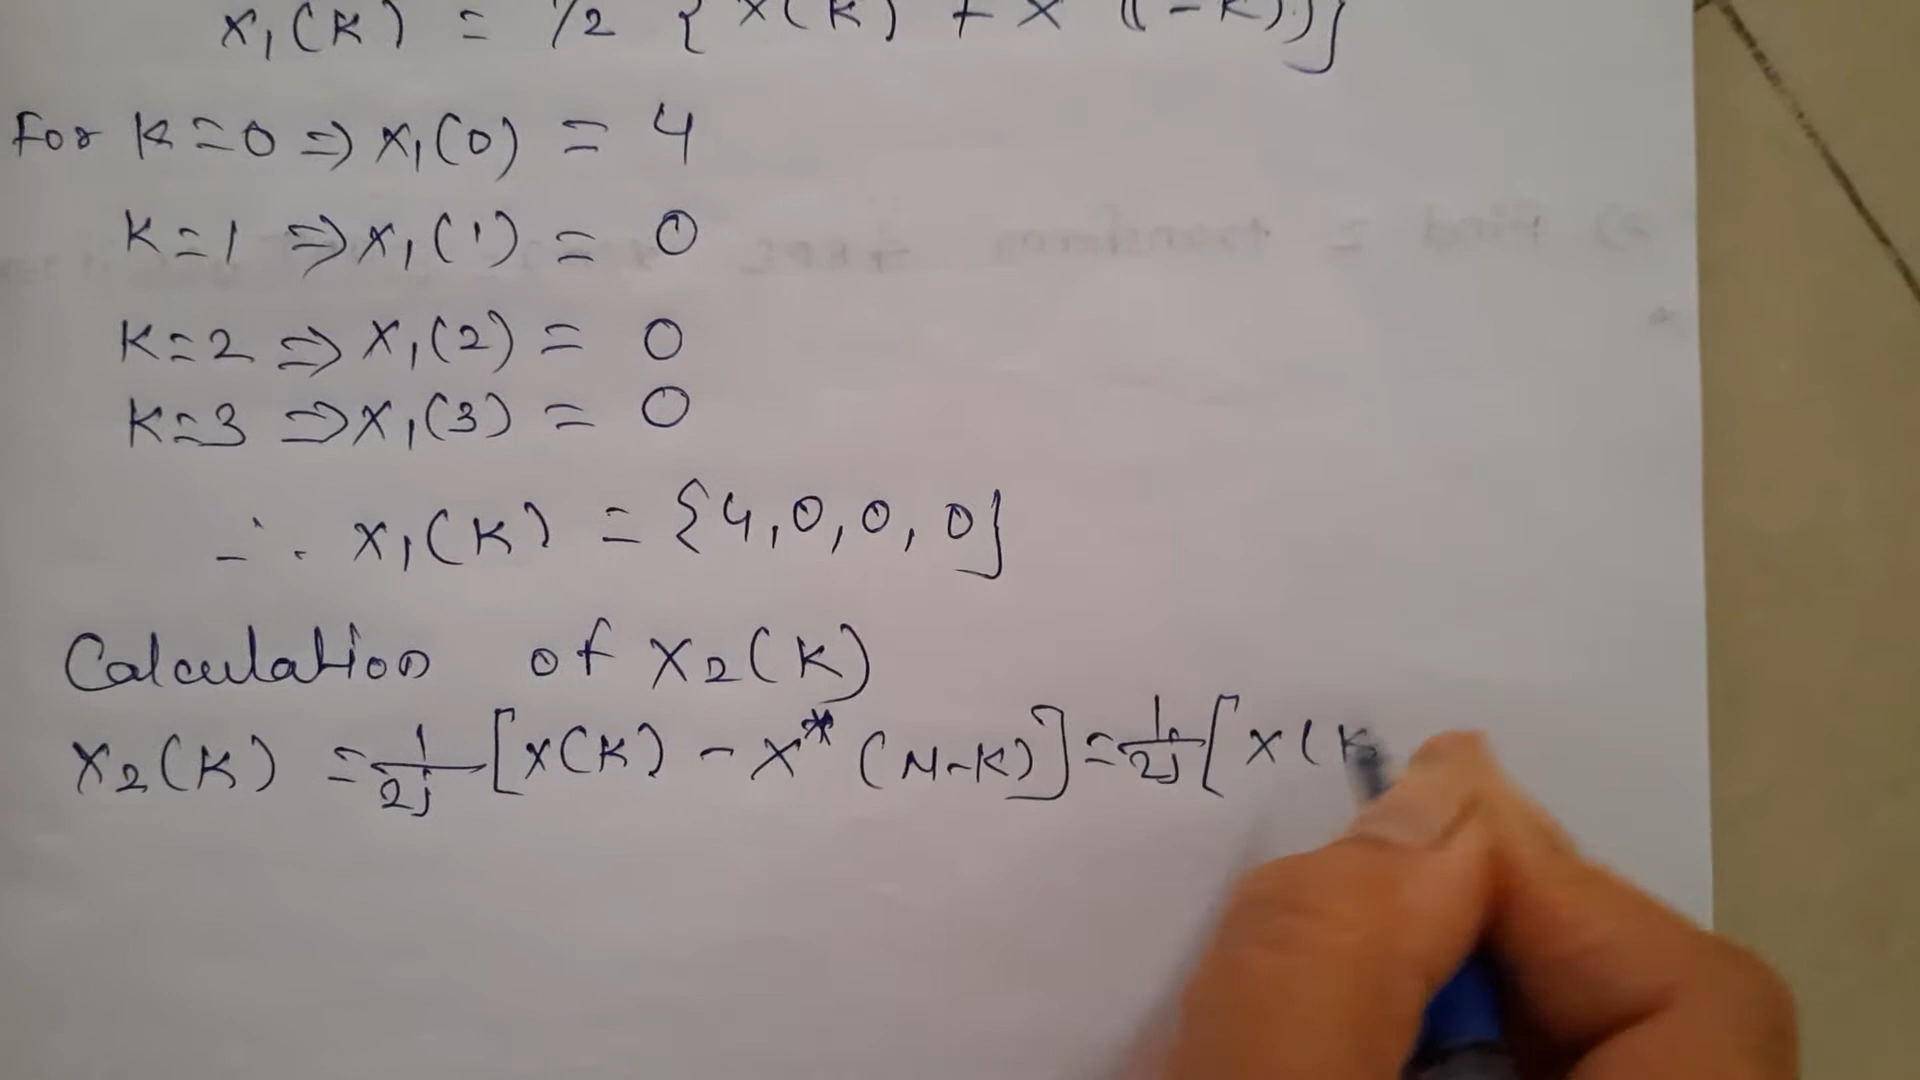 x₁(K) = 1/2 { X(K) + X ((-K))}
For K=0 ⇒ X₁(0) = 4
K=1 ⇒ X₁(1) = 0
K=2 ⇒ X₁(2) = 0
K=3 ⇒ X₁(3) = 0
∴ X₁(K) = {4,0,0,0}
Calculation of X₂(K)
X₂(K) = 1/2j [X(K) - X* (N-K)] = 1/2j [X(K